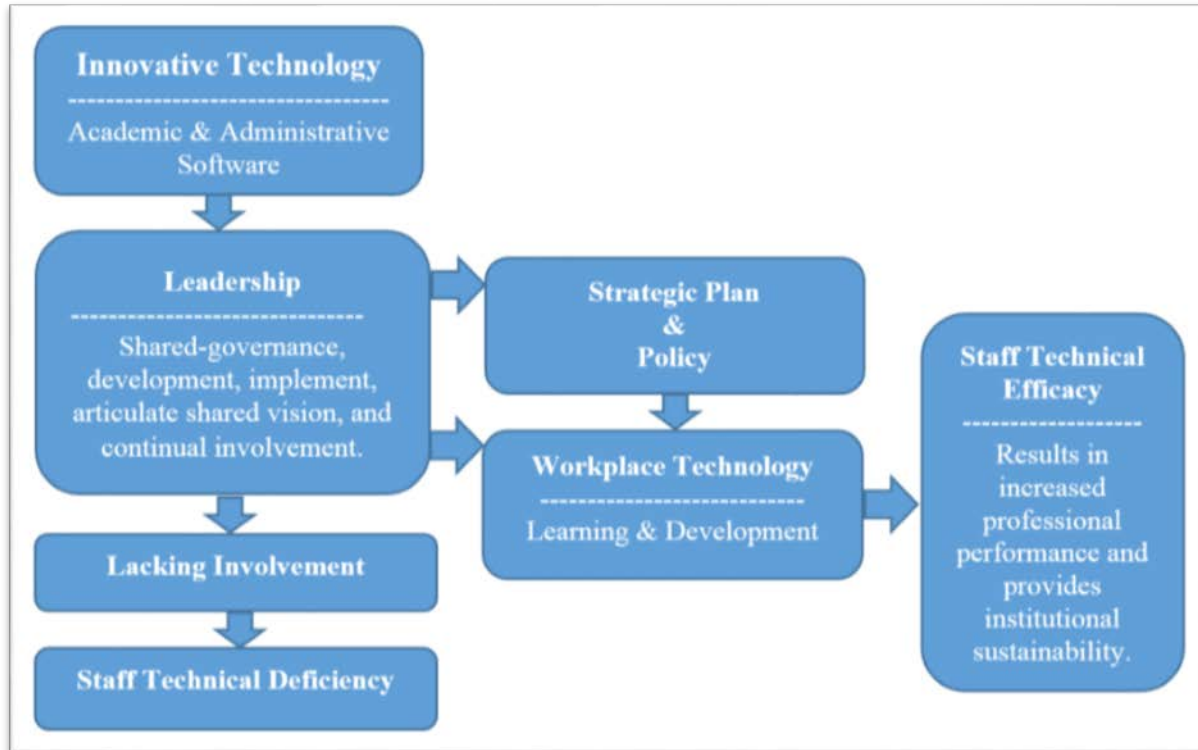 Innovative Technology
----------------------------------
Academic & Administrative
Software
Leadership
-------------------------------
Shared-governance,
development, implement,
articulate shared vision, and
continual involvement.
Lacking Involvement
Staff Technical Deficiency
Strategic Plan
&
Policy
Workplace Technology
----------------------------
Learning & Development
Staff Technical
Efficacy
-------------------
Results in
increased
professional
performance and
provides
institutional
sustainability.